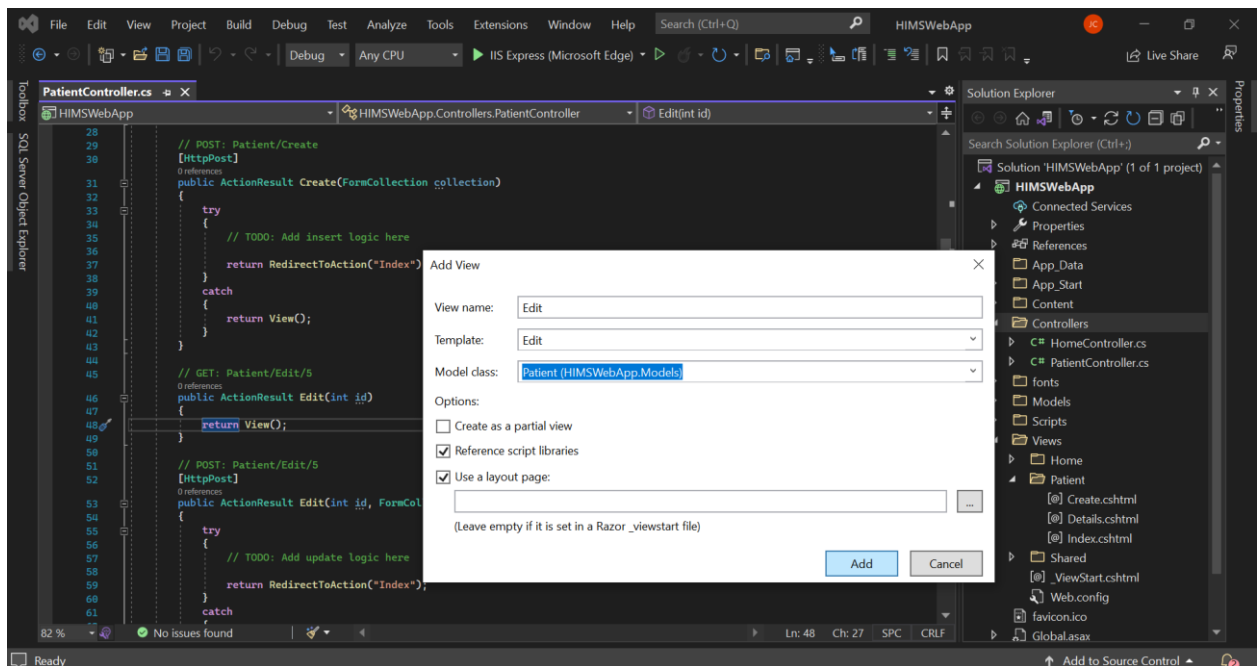 File Edit View Project Build Debug Test Analyze Tools Extensions Window Help Search (Ctrl+Q) HIMSWebApp JC
Debug Any CPU IIS Express (Microsoft Edge) Live Share
Toolbox
SQL Server Object Explorer
PatientController.cs
HIMSWebApp HIMSWebApp.Controllers.PatientController Edit(int id)
28
29 // POST: Patient/Create
30 [HttpPost]
0 references
31 public ActionResult Create(FormCollection collection)
32 {
33 try
34 {
35 // TODO: Add insert logic here
36
37 return RedirectToAction("Index")
38 }
39 catch
40 {
41 return View();
42 }
43 }
44
45 // GET: Patient/Edit/5
0 references
46 public ActionResult Edit(int id)
47 {
48 return View();
49 }
50
51 // POST: Patient/Edit/5
52 [HttpPost]
0 references
53 public ActionResult Edit(int id, FormCol
54 {
55 try
56 {
57 // TODO: Add update logic here
58
59 return RedirectToAction("Index");
60 }
61 catch
82 % No issues found Ln: 48 Ch: 27 SPC CRLF
Add View
View name: Edit
Template: Edit
Model class: Patient (HIMSWebApp.Models)
Options:
Create as a partial view
Reference script libraries
Use a layout page:
...
(Leave empty if it is set in a Razor _viewstart file)
Add Cancel
Solution Explorer
Search Solution Explorer (Ctrl+;)
Solution 'HIMSWebApp' (1 of 1 project)
HIMSWebApp
Connected Services
Properties
References
App_Data
App_Start
Content
Controllers
C# HomeController.cs
C# PatientController.cs
fonts
Models
Scripts
Views
Home
Patient
[@] Create.cshtml
[@] Details.cshtml
[@] Index.cshtml
Shared
[@] _ViewStart.cshtml
Web.config
favicon.ico
Global.asax
Properties
Ready Add to Source Control 2